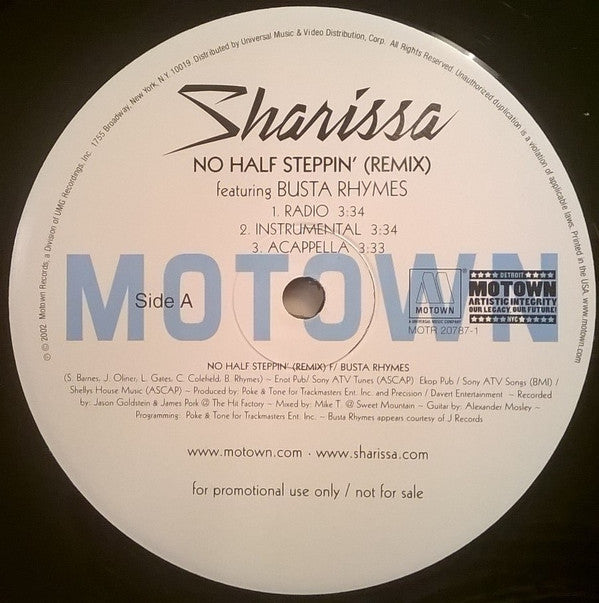 ℗ © 2002 Motown Records, a Division of UMG Recordings, Inc. 1755 Broadway, New York, N.Y. 10019. Distributed by Universal Music & Video Distribution, Corp. All Rights Reserved. Unauthorized duplication is a violation of applicable laws. Printed in the USA. www.motown.com
Sharissa
NO HALF STEPPIN' (REMIX)
featuring BUSTA RHYMES
1. RADIO 3:34
2. INSTRUMENTAL 3:34
3. ACAPPELLA 3:33
MOTOWN
Side A
M
MOTOWN
A UNIVERSAL MUSIC COMPANY
DETROIT
MOTOWN
ARTISTIC INTEGRITY
OUR LEGACY, OUR FUTURE!
NYC
MOTR 20787-1
NO HALF STEPPIN' (REMIX) F/ BUSTA RHYMES
(S. Barnes, J. Oliner, L. Gates, C. Colefield, B. Rhymes) ~ Enot Pub/ Sony ATV Tunes (ASCAP) Ekop Pub / Sony ATV Songs (BMI) /
Shellys House Music (ASCAP) ~ Produced by: Poke & Tone for Trackmasters Ent. Inc. and Precision / Davert Entertainment ~ Recorded
by: Jason Goldstein & James Pork @ The Hit Factory ~ Mixed by: Mike T. @ Sweet Mountain ~ Guitar by: Alexander Mosley ~
Programming: Poke & Tone for Trackmasters Ent. Inc. ~ Busta Rhymes appears courtesy of J Records
www.motown.com · www.sharissa.com
for promotional use only / not for sale